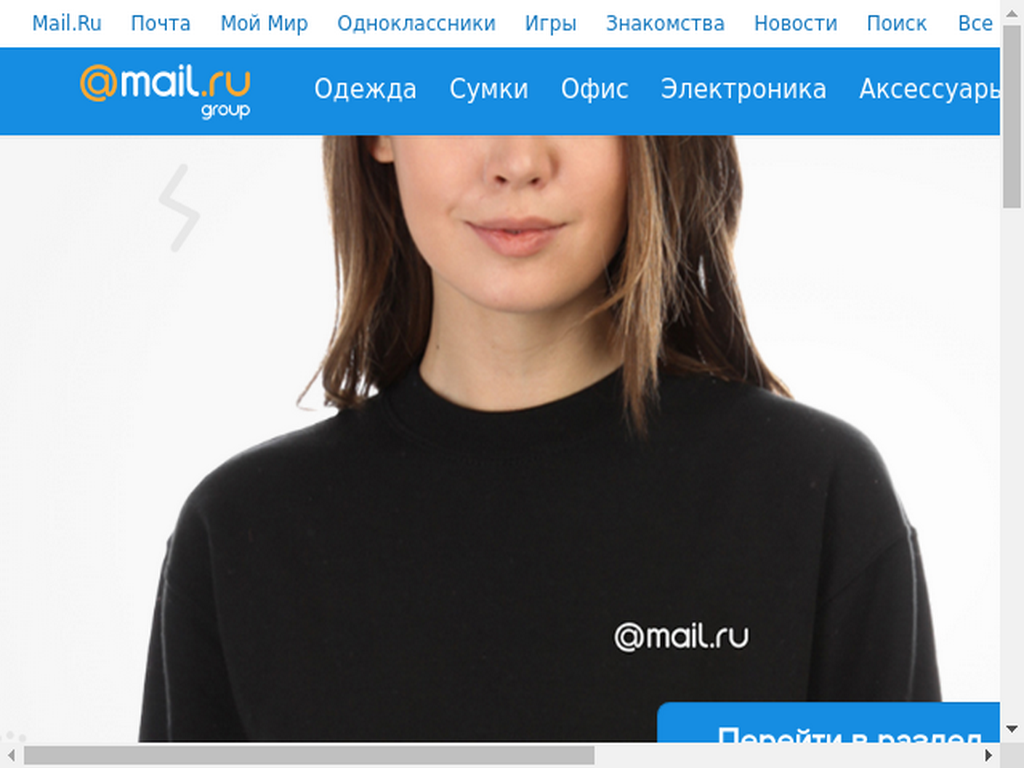 Mail.Ru Почта Мой Мир Одноклассники Игры Знакомства Новости Поиск Все
@mail.ru
group
Одежда Сумки Офис Электроника
@mail.ru
Перейти в раздел